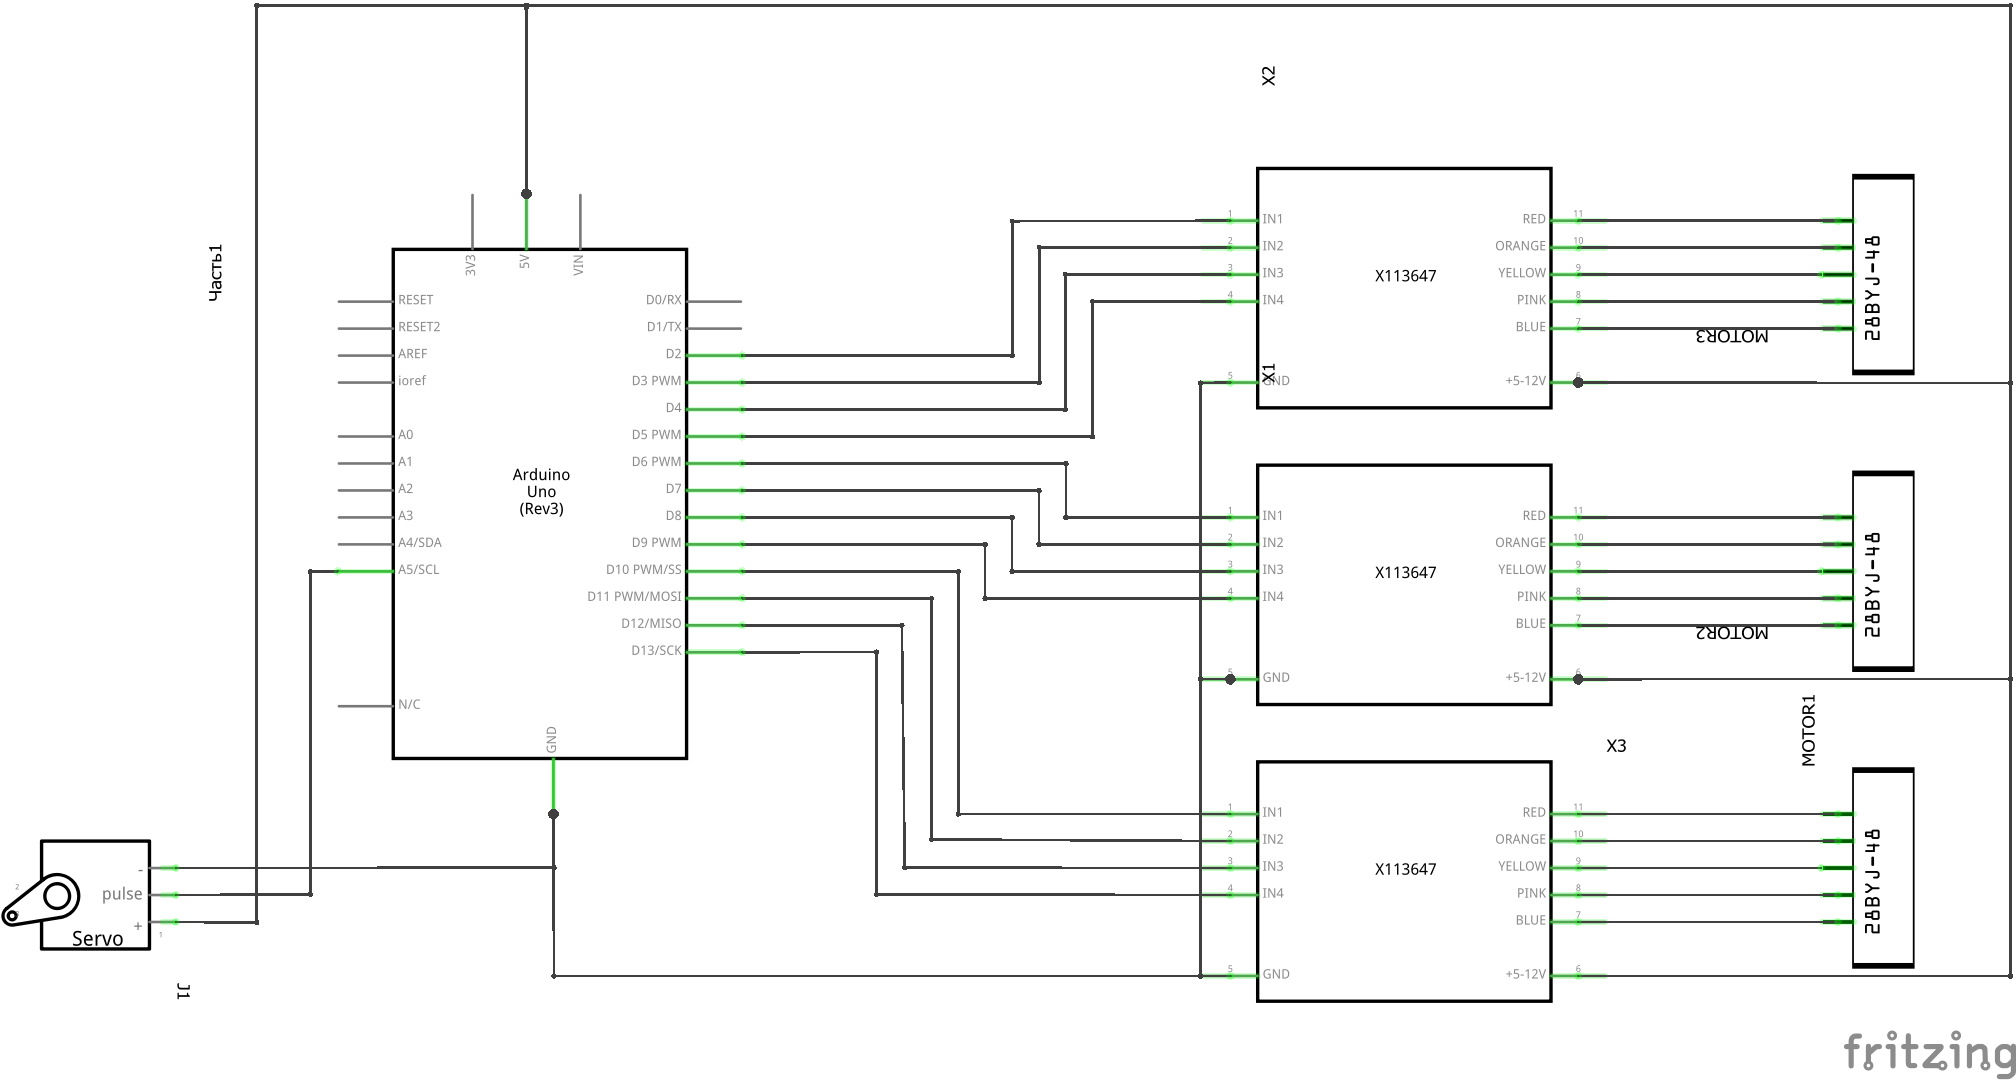 X2
Часть1
3V3
5V
VIN
RESET
RESET2
AREF
ioref
A0
A1
A2
A3
A4/SDA
A5/SCL
N/C
Arduino
Uno
(Rev3)
D0/RX
D1/TX
D2
D3 PWM
D4
D5 PWM
D6 PWM
D7
D8
D9 PWM
D10 PWM/SS
D11 PWM/MOSI
D12/MISO
D13/SCK
GND
1 IN1
2 IN2
3 IN3
4 IN4
X1
5 GND
X113647
RED 11
ORANGE 10
YELLOW 9
PINK 8
BLUE 7
+5-12V 6
28BYJ-48
MOTOR3
1 IN1
2 IN2
3 IN3
4 IN4
5 GND
X113647
RED 11
ORANGE 10
YELLOW 9
PINK 8
BLUE 7
+5-12V 6
28BYJ-48
MOTOR2
X3
MOTOR1
1 IN1
2 IN2
3 IN3
4 IN4
5 GND
X113647
RED 11
ORANGE 10
YELLOW 9
PINK 8
BLUE 7
+5-12V 6
28BYJ-48
-
2
pulse
+
1
Servo
J1
fritzing